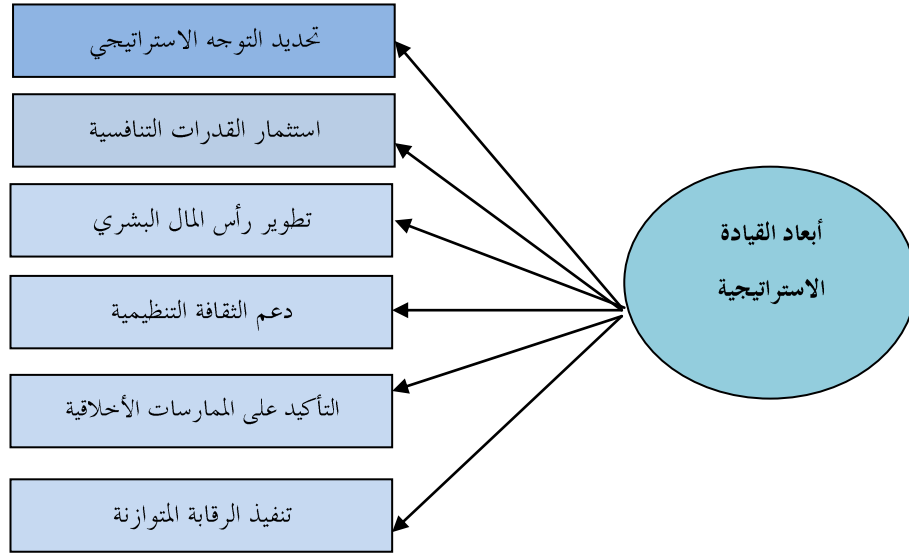 أبعاد القيادة
الاستراتيجية
تحديد التوجه الاستراتيجي
استثمار القدرات التنافسية
تطوير رأس المال البشري
دعم الثقافة التنظيمية
التأكيد على الممارسات الأخلاقية
تنفيذ الرقابة المتوازنة